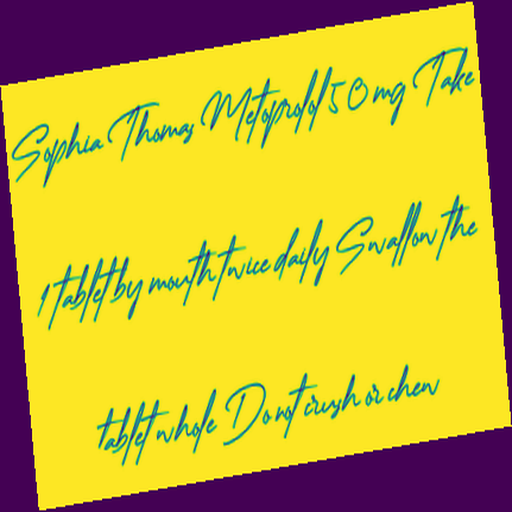 Sophia Thomas Metoprolol 50 mg Take
1 tablet by mouth twice daily Swallow the
tablet whole Do not crush or chew